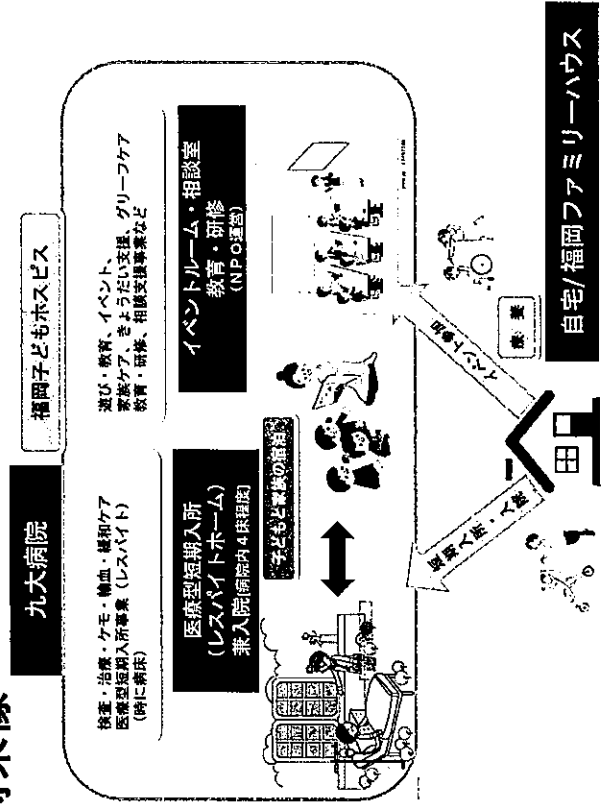 九大病院
福岡子どもホスピス
検査・治療・ケモ・輸血・緩和ケア
医療型短期入所事業（レスパイト）
（時に病床）
遊び・教育、イベント、
家族ケア、きょうだい支援、グリーフケア
教育・研修、相談支援事業など
医療型短期入所
（レスパイトホーム）
兼入院[病院内4床程度]
イベントルーム・相談室
教育・研修
（NPO運営）
子どもと家族の宿泊
短期入所・入院
イベント参加
療養
自宅/福岡ファミリーハウス